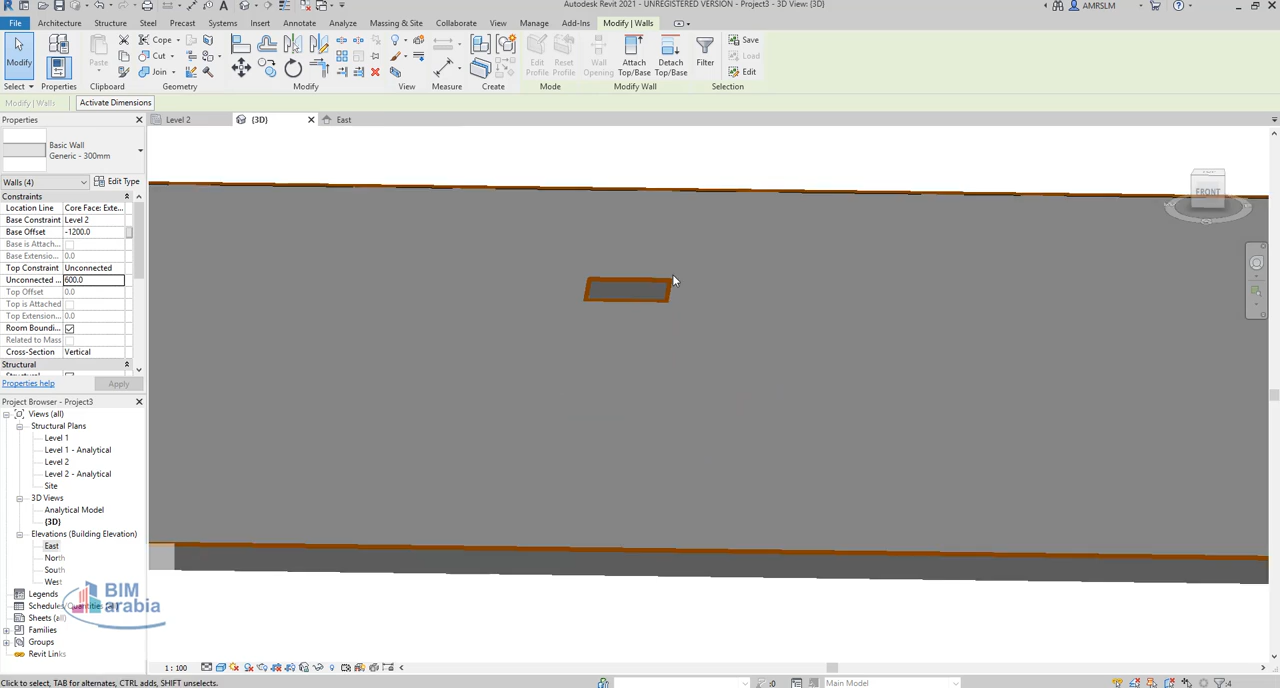 Autodesk Revit 2021 - UNREGISTERED VERSION - Project3 - 3D View: {3D}
AMRSLM
File Architecture Structure Steel Precast Systems Insert Annotate Analyze Massing & Site Collaborate View Manage Add-Ins Modify | Walls
Modify Paste Cope Cut Join Edit Profile Reset Profile Wall Opening Attach Top/Base Detach Top/Base Filter Save Load Edit
Select Properties Clipboard Geometry Modify View Measure Create Mode Modify Wall Selection
Modify | Walls Activate Dimensions
Properties
Level 2 {3D} East
Basic Wall
Generic - 300mm
Walls (4) Edit Type
Constraints
Location Line Core Face: Exte...
Base Constraint Level 2
Base Offset -1200.0
Base is Attach...
Base Extensio... 0.0
Top Constraint Unconnected
Unconnected ... 600.0
Top Offset 0.0
Top is Attached
Top Extensio... 0.0
Room Boundi...
Related to Mass
Cross-Section Vertical
Structural
Properties help Apply
Project Browser - Project3
Views (all)
Structural Plans
Level 1
Level 1 - Analytical
Level 2
Level 2 - Analytical
Site
3D Views
Analytical Model
{3D}
Elevations (Building Elevation)
East
North
South
West
Legends
Schedules/Quantities
Sheets (all)
Families
Groups
Revit Links
BIM
arabia
FRONT
1 : 100
Click to select, TAB for alternates, CTRL adds, SHIFT unselects.
:0 Main Model :4